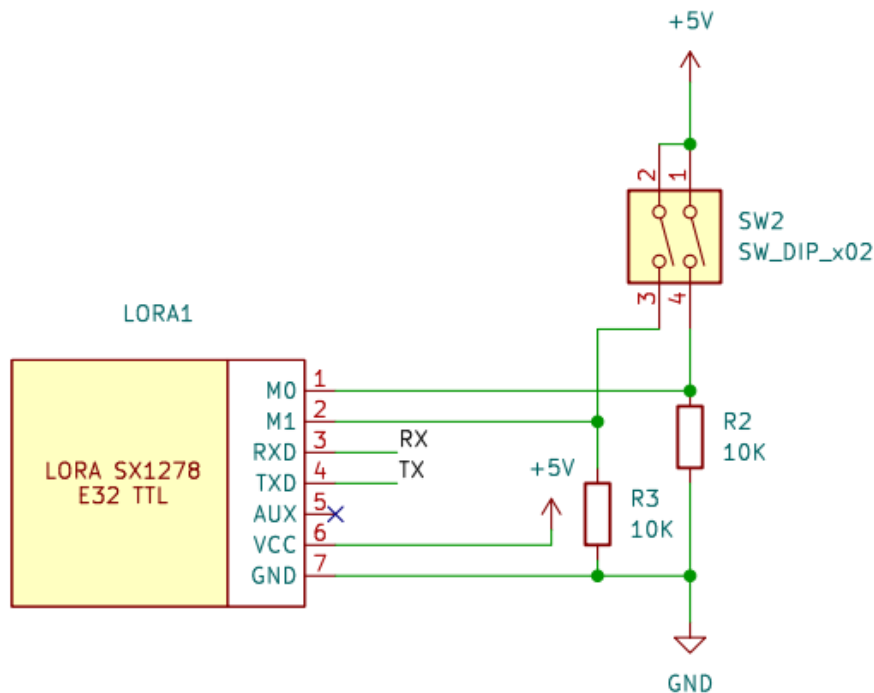 +5V
2
1
SW2
SW_DIP_x02
3
4
LORA1
LORA SX1278
E32 TTL
M0
1
M1
2
RXD
3
RX
TXD
4
TX
AUX
5
VCC
6
GND
7
+5V
R3
10K
R2
10K
GND